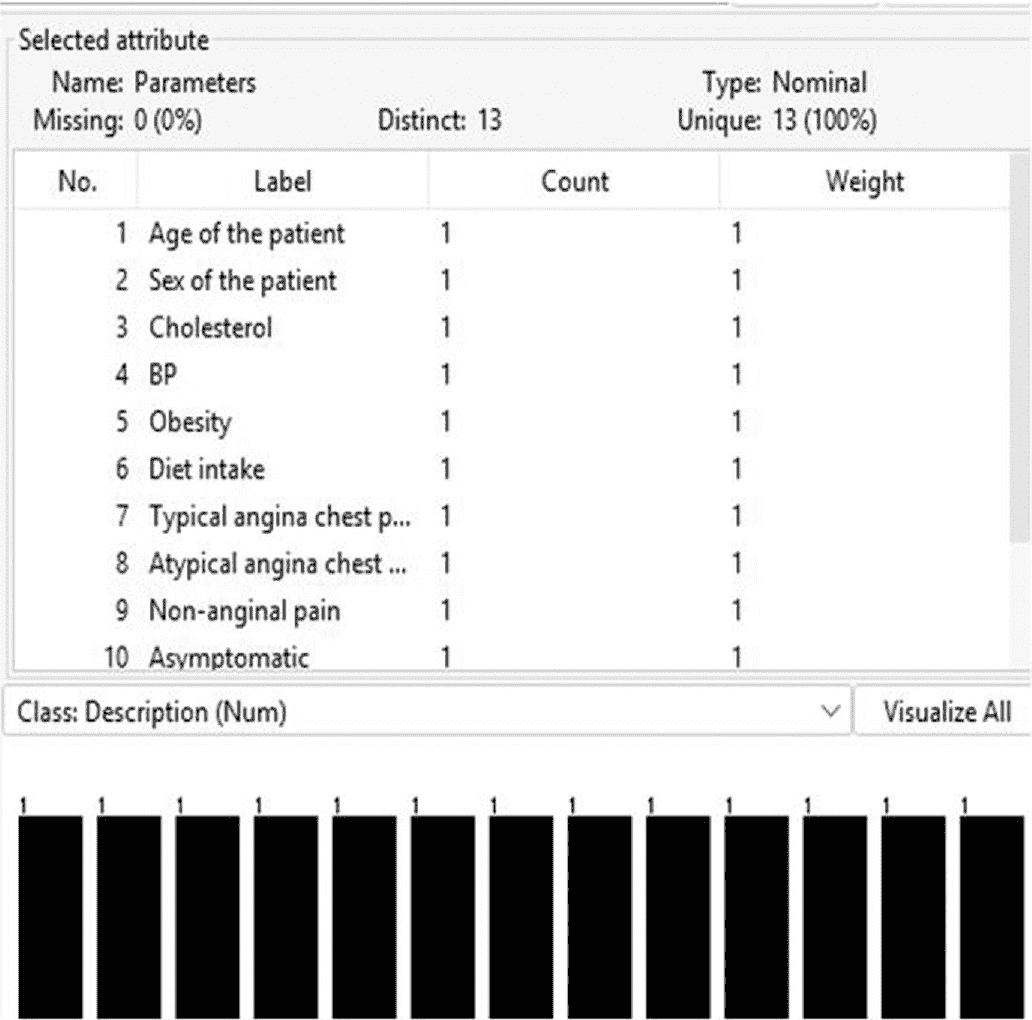 Selected attribute
Name: Parameters Type: Nominal
Missing: 0 (0%) Distinct: 13 Unique: 13 (100%)
No. Label Count Weight
1 Age of the patient 1 1
2 Sex of the patient 1 1
3 Cholesterol 1 1
4 BP 1 1
5 Obesity 1 1
6 Diet intake 1 1
7 Typical angina chest p... 1 1
8 Atypical angina chest ... 1 1
9 Non-anginal pain 1 1
10 Asymptomatic 1 1
Class: Description (Num) Visualize All
1 1 1 1 1 1 1 1 1 1 1 1 1